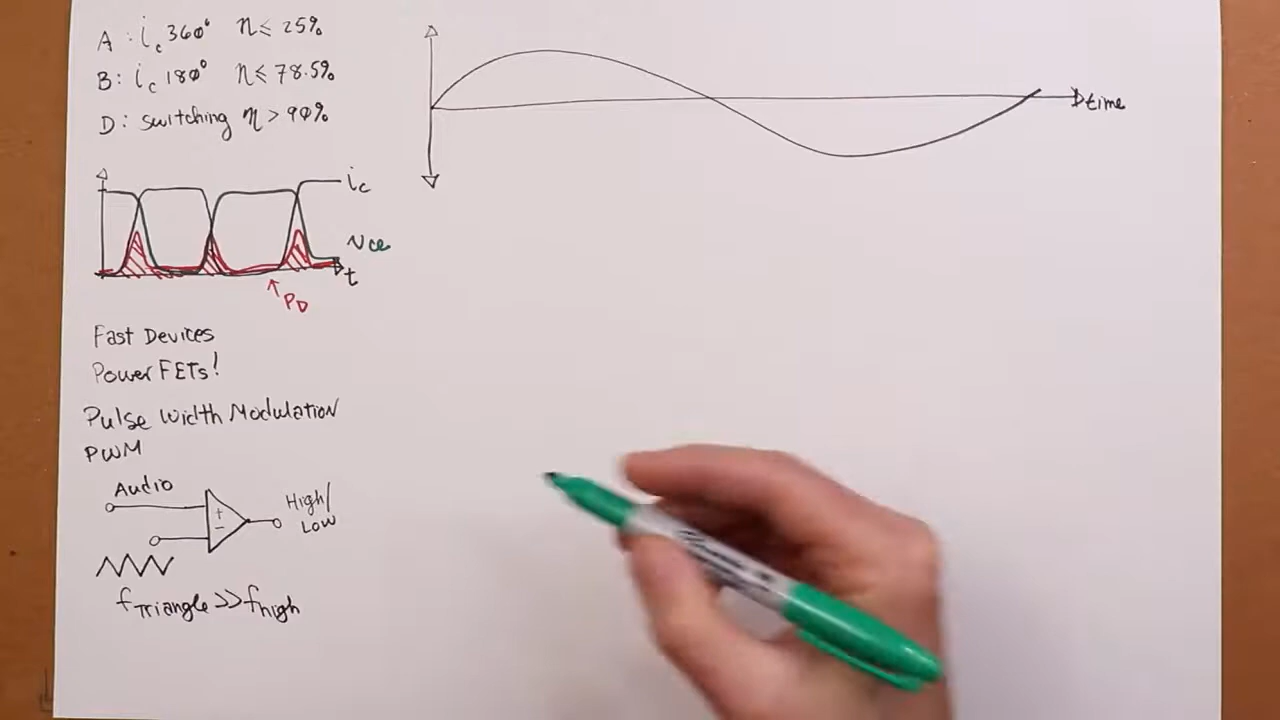 A: ic 360° η ≤ 25%
B: ic 180° η ≤ 78.5%
D: switching η > 90%
ic
vce
t
PD
Fast Devices
Power FETs!
Pulse Width Modulation
PWM
Audio
+
−
High/
Low
fTriangle >> fhigh
time